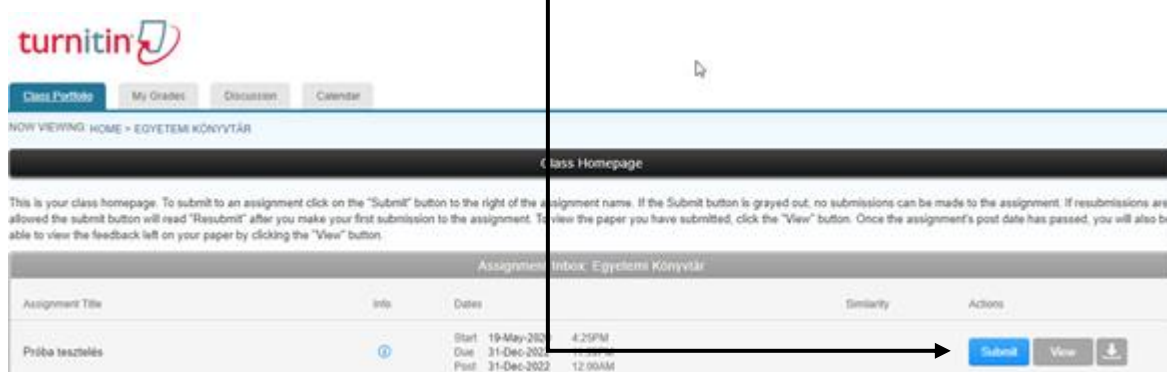 turnitin
Class Portfolio My Grades Discussion Calendar
NOW VIEWING: HOME > EGYETEMI KÖNYVTÁR
Class Homepage
This is your class homepage. To submit to an assignment click on the "Submit" button to the right of the assignment name. If the Submit button is grayed out, no submissions can be made to the assignment. If resubmissions are
allowed the submit button will read "Resubmit" after you make your first submission to the assignment. To view the paper you have submitted, click the "View" button. Once the assignment's post date has passed, you will also be
able to view the feedback left on your paper by clicking the "View" button.
Assignment Inbox: Egyetemi Könyvtár
Assignment Title Info Dates Similarity Actions
Start 19-May-2020 4:25PM
Próba tesztelés Due 31-Dec-2022 Submit View
Post 31-Dec-2022 12:00AM